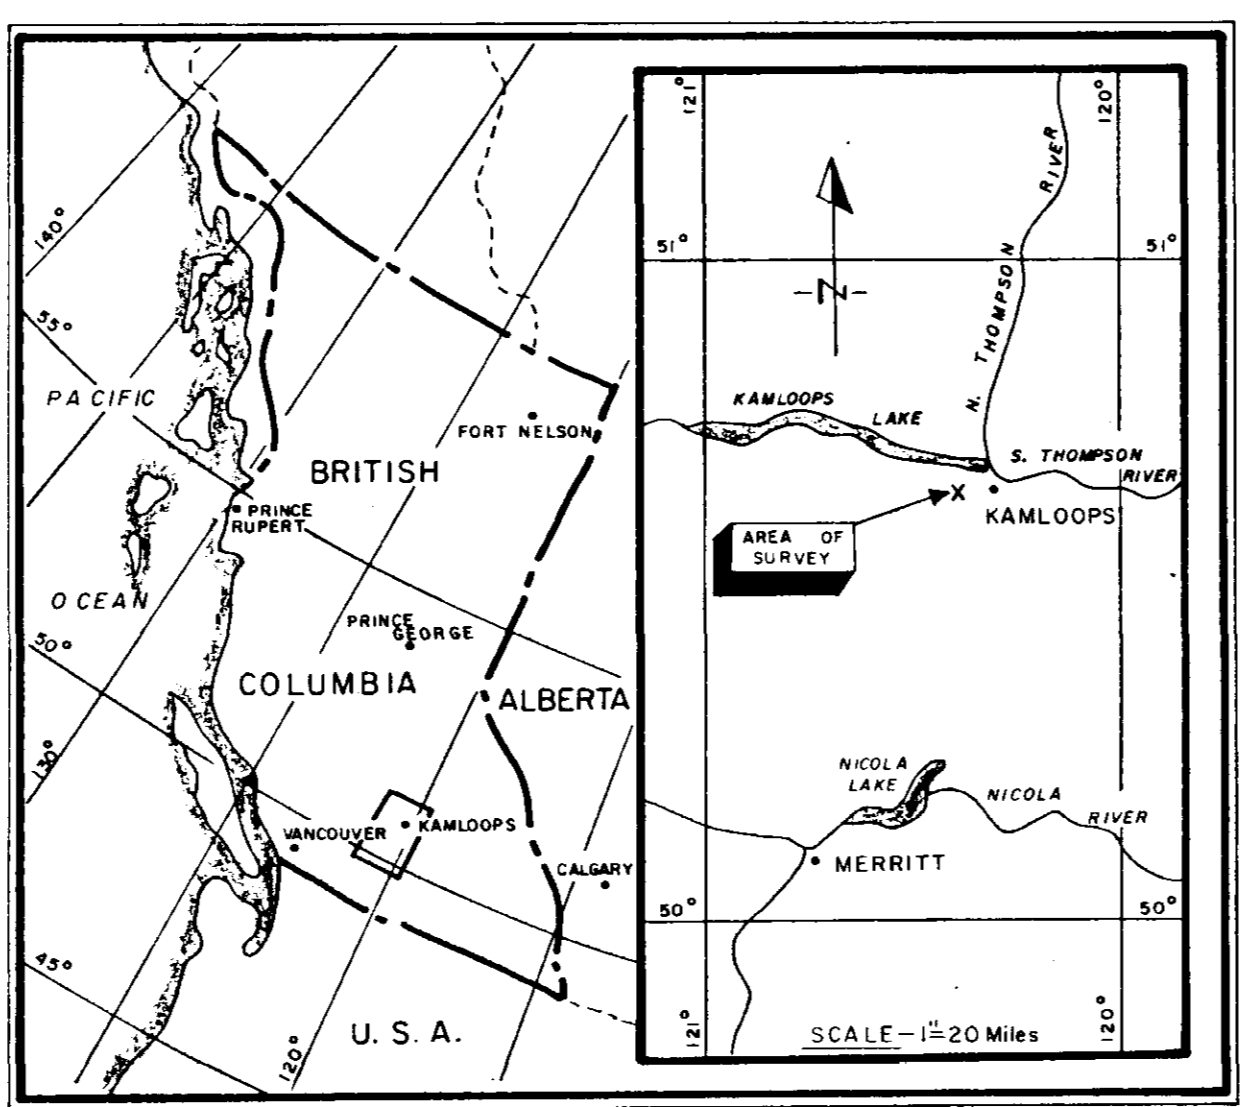 140°
55°
PACIFIC
OCEAN
50°
130°
45°
120°
FORT NELSON
BRITISH
PRINCE
RUPERT
PRINCE
GEORGE
COLUMBIA
ALBERTA
VANCOUVER
KAMLOOPS
CALGARY
U. S. A.
121°
120°
51°
51°
N. THOMPSON RIVER
-N-
KAMLOOPS LAKE
S. THOMPSON
RIVER
X
KAMLOOPS
AREA OF
SURVEY
NICOLA
LAKE
NICOLA RIVER
MERRITT
50°
50°
121°
120°
SCALE - 1"=20 Miles